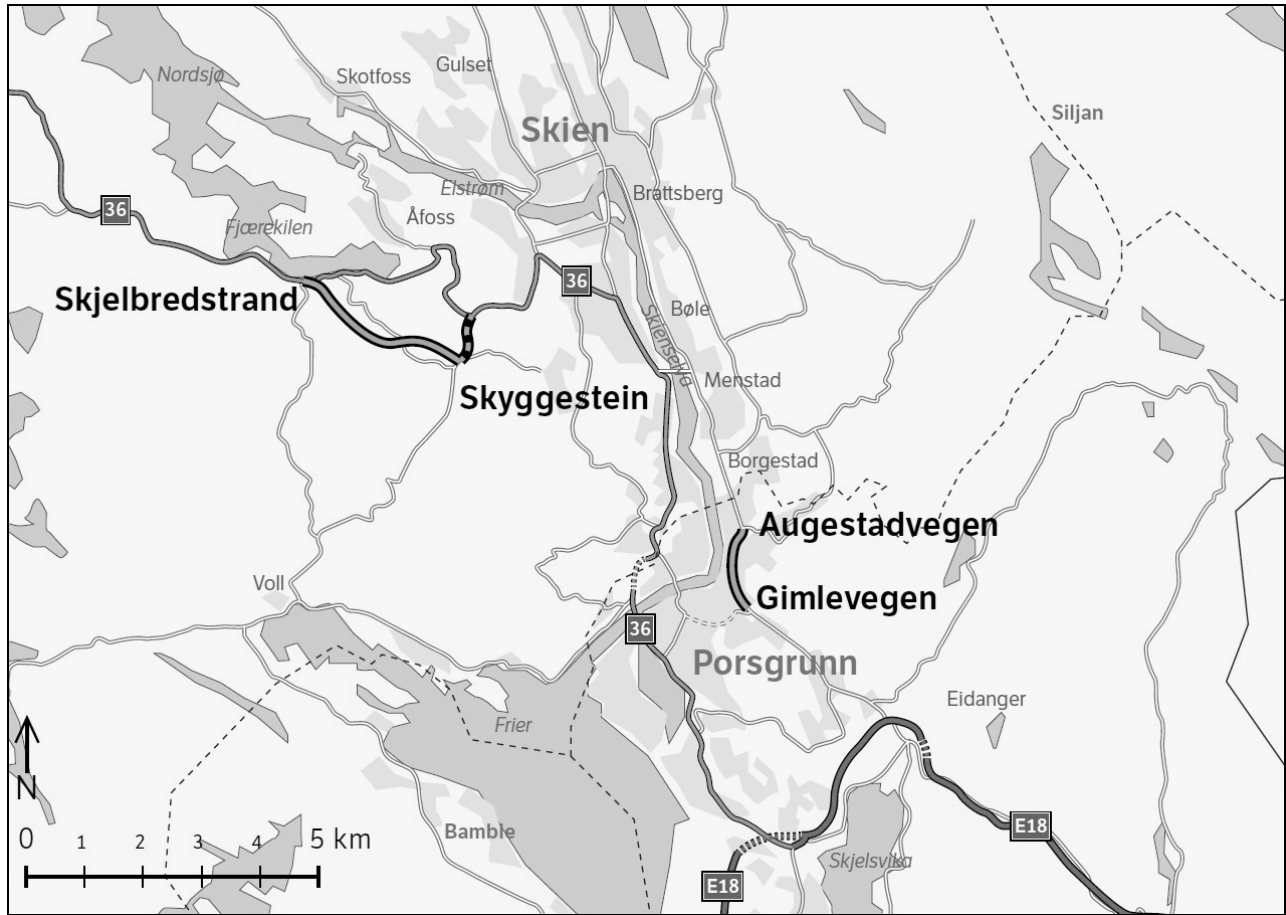 Nordsjø
Skotfoss
Gulset
Skien
Siljan
36
Elstrøm
Brattsberg
Åfoss
Fjærekilen
Skjelbredstrand
36
Bøle
Skienselva
Menstad
Skyggestein
Borgestad
Augestadvegen
Voll
Gimlevegen
36
Porsgrunn
Eidanger
Frier
N
0 1 2 3 4 5 km
Bamble
E18
Skjelsvika
E18